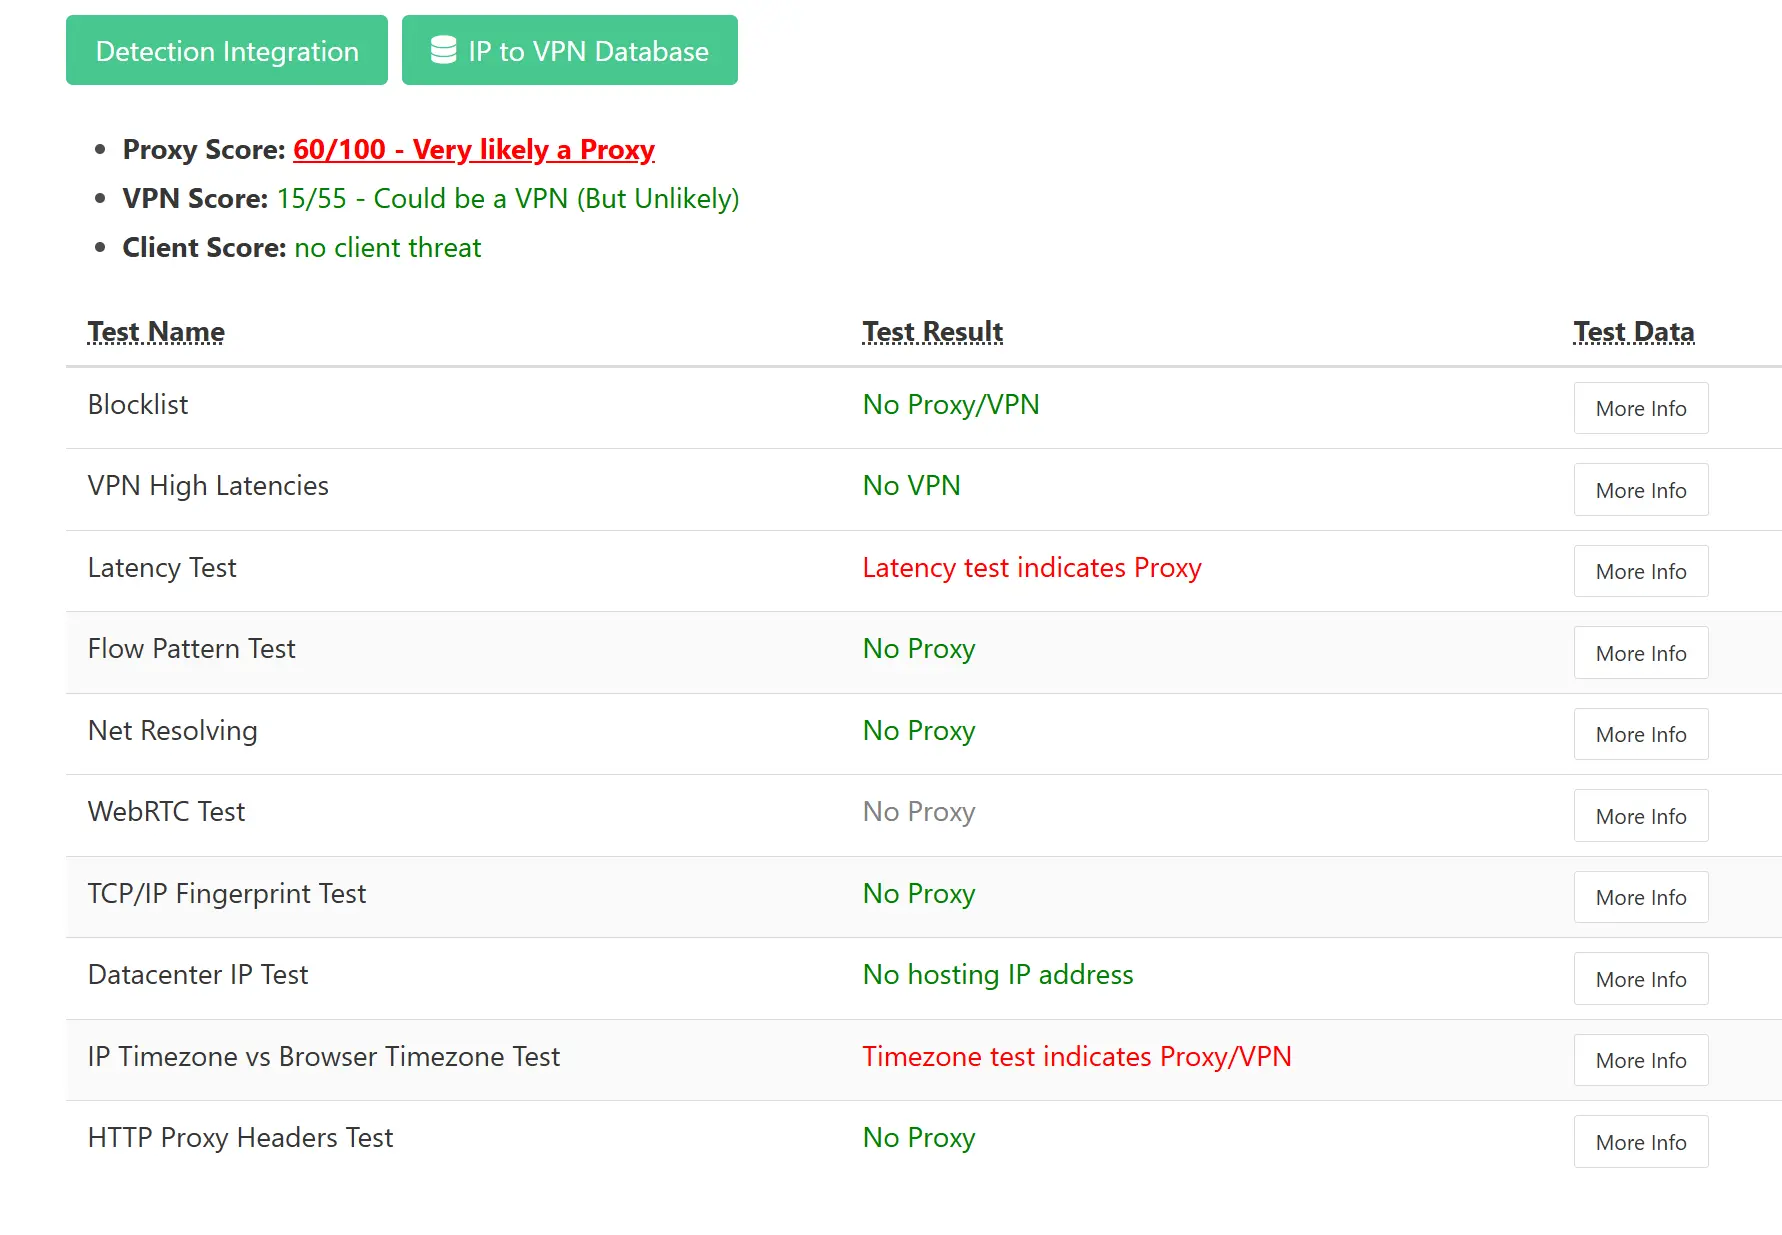 Detection Integration
IP to VPN Database
Proxy Score: 60/100 - Very likely a Proxy
VPN Score: 15/55 - Could be a VPN (But Unlikely)
Client Score: no client threat
Test Name Test Result Test Data
Blocklist No Proxy/VPN More Info
VPN High Latencies No VPN More Info
Latency Test Latency test indicates Proxy More Info
Flow Pattern Test No Proxy More Info
Net Resolving No Proxy More Info
WebRTC Test No Proxy More Info
TCP/IP Fingerprint Test No Proxy More Info
Datacenter IP Test No hosting IP address More Info
IP Timezone vs Browser Timezone Test Timezone test indicates Proxy/VPN More Info
HTTP Proxy Headers Test No Proxy More Info